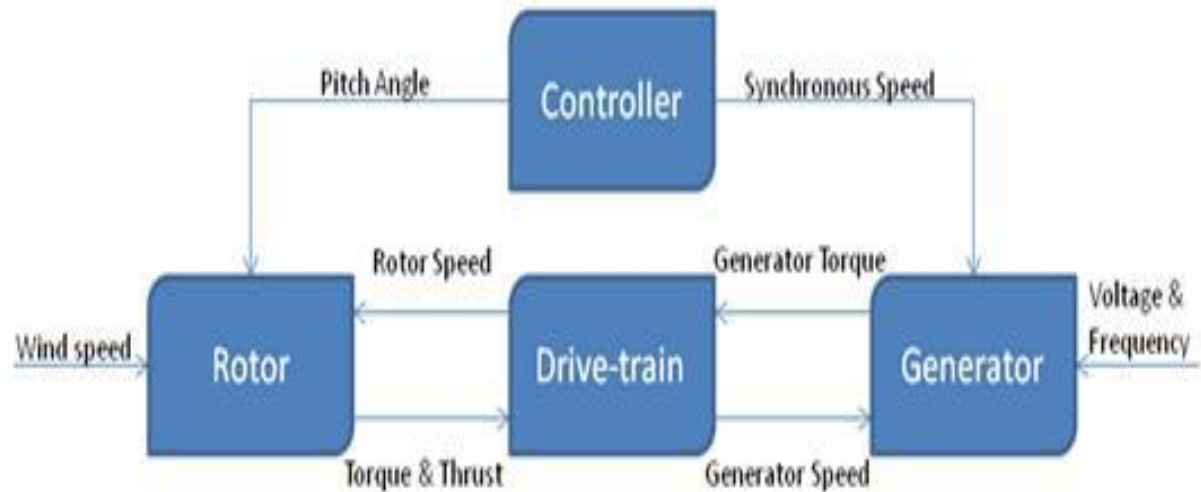 Pitch Angle
Controller
Synchronous Speed
Rotor Speed
Generator Torque
Voltage &
Frequency
Wind speed
Rotor
Drive-train
Generator
Torque & Thrust
Generator Speed